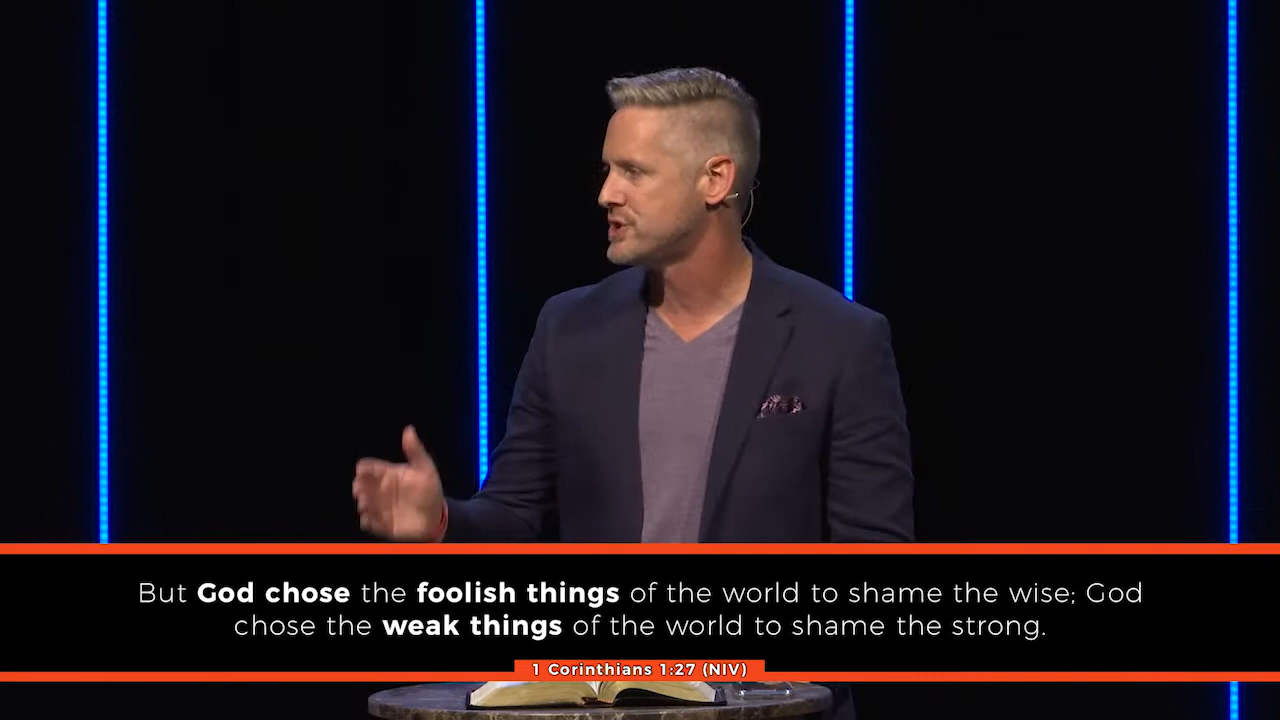 But God chose the foolish things of the world to shame the wise; God
chose the weak things of the world to shame the strong.
1 Corinthians 1:27 (NIV)